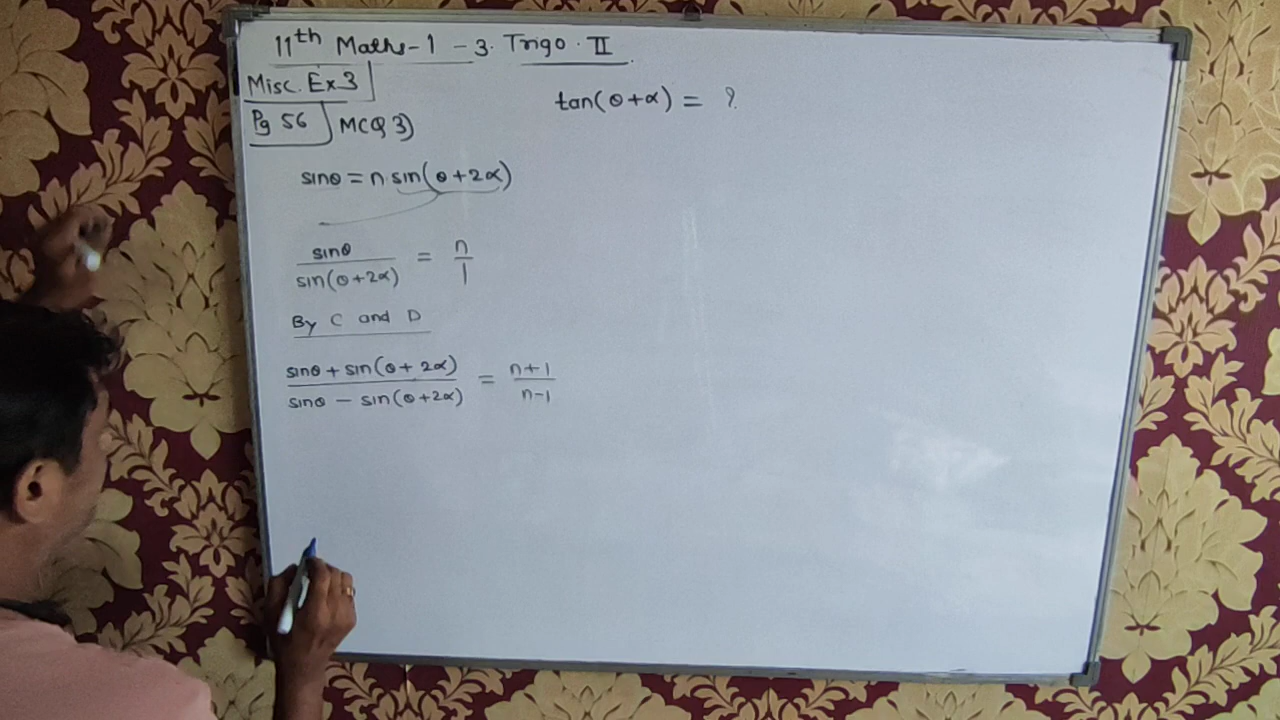 11th Maths-1 - 3. Trigo. II
Misc. Ex 3
tan(θ+α) = ?
Pg 56 MCQ 3)
sinθ = n sin(θ+2α)
sinθ / sin(θ+2α) = n / 1
By C and D
sinθ + sin(θ+2α) / sinθ - sin(θ+2α) = n+1 / n-1